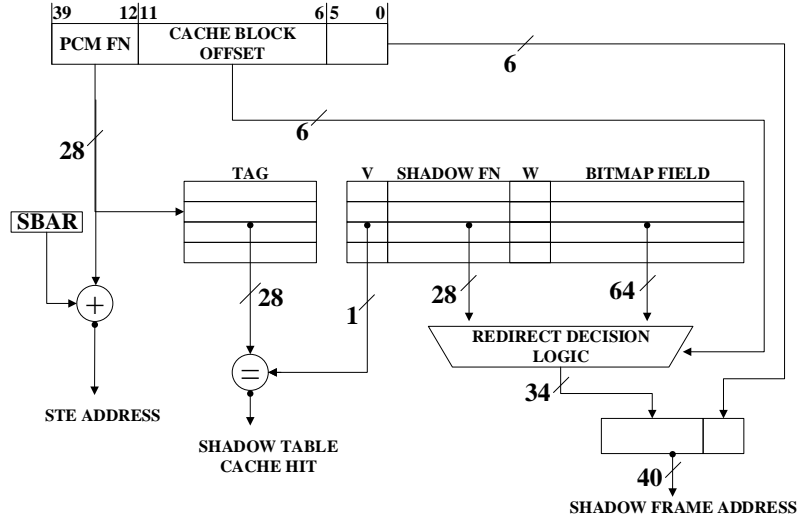 39 12 11 6 5 0
PCM FN
CACHE BLOCK
OFFSET
6
6
28
TAG
V SHADOW FN W BITMAP FIELD
SBAR
+
28
1
28
64
REDIRECT DECISION
LOGIC
=
34
STE ADDRESS
SHADOW TABLE
CACHE HIT
40
SHADOW FRAME ADDRESS